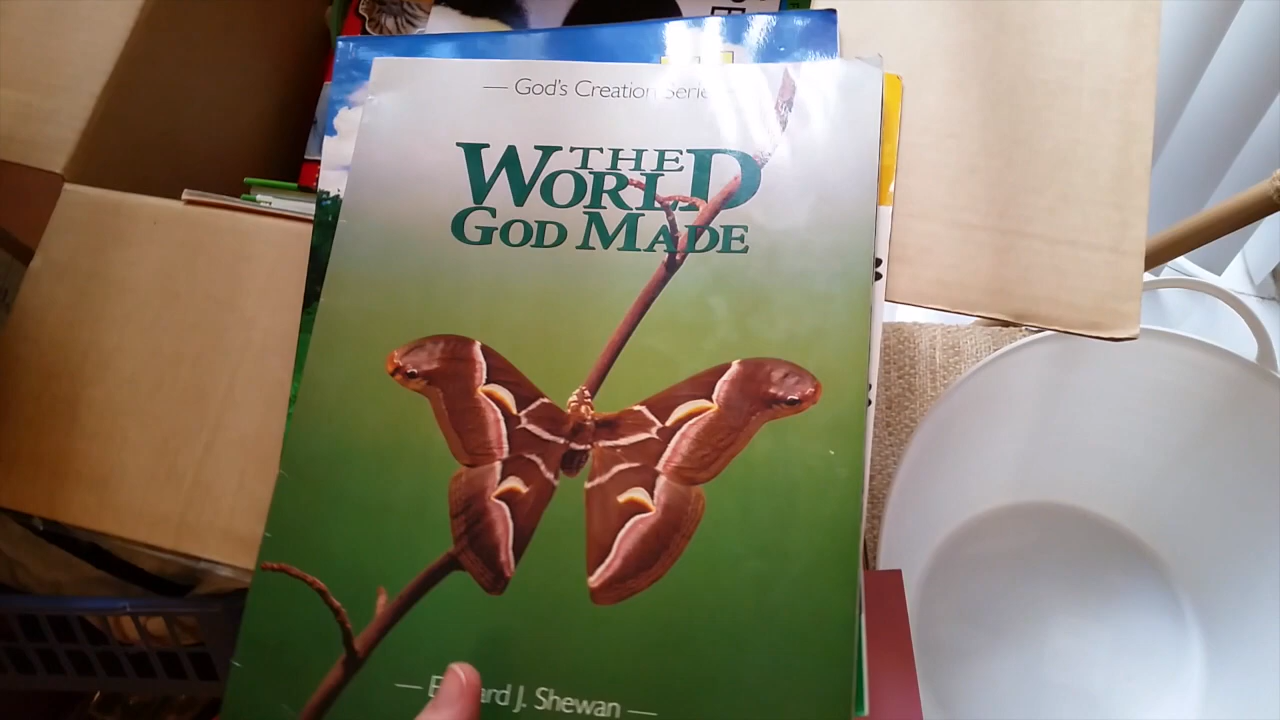 — God's Creation Series
THE
WORLD
GOD MADE
— E ard J. Shewan —